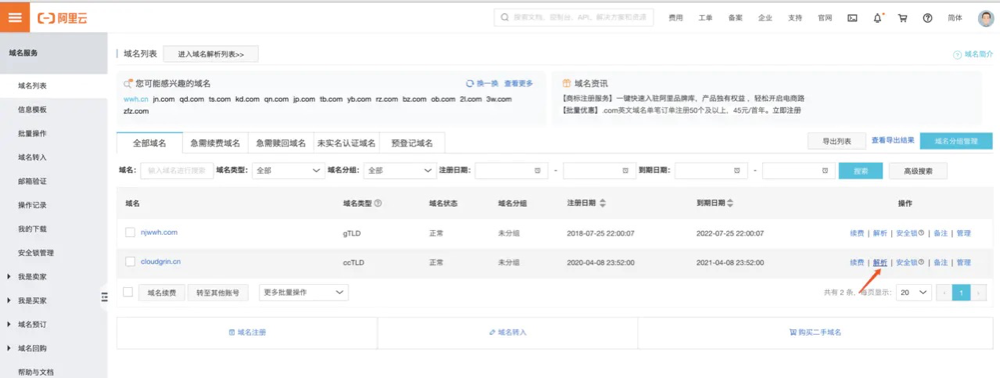 阿里云 搜索文档、控制台、API、解决方案和资源 费用 工单 备案 企业 支持 官网 简体
域名服务
域名列表
信息模板
批量操作
域名转入
邮箱验证
操作记录
我的下载
安全锁管理
我是卖家
我是买家
域名预订
域名回购
帮助与文档
域名列表 进入域名解析列表>> 域名简介
您可能感兴趣的域名 换一换 查看更多
wwh.cn jn.com qd.com ts.com kd.com qn.com jp.com tb.com yb.com rz.com bz.com ob.com 2l.com 3w.com
zfz.com
域名资讯
【商标注册服务】一键快速入驻阿里品牌库，产品独有权益，轻松开启电商路
【批量优惠】.com英文域名单笔订单注册50个及以上，45元/首年。立即注册
全部域名 急需续费域名 急需赎回域名 未实名认证域名 预登记域名 导出列表 查看导出结果 域名分组管理
域名： 输入域名进行搜索 域名类型： 全部 域名分组： 全部 注册日期： - 到期日期： - 搜索 高级搜索
域名 域名类型 域名状态 域名分组 注册日期 到期日期 操作
njwwh.com gTLD 正常 未分组 2018-07-25 22:00:07 2022-07-25 22:00:07 续费 | 解析 | 安全锁 | 备注 | 管理
cloudgrin.cn ccTLD 正常 未分组 2020-04-08 23:52:00 2021-04-08 23:52:00 续费 | 解析 | 安全锁 | 备注 | 管理
域名续费 转至其他账号 更多批量操作 共有 2 条，每页显示： 20 1
域名注册 域名转入 购买二手域名